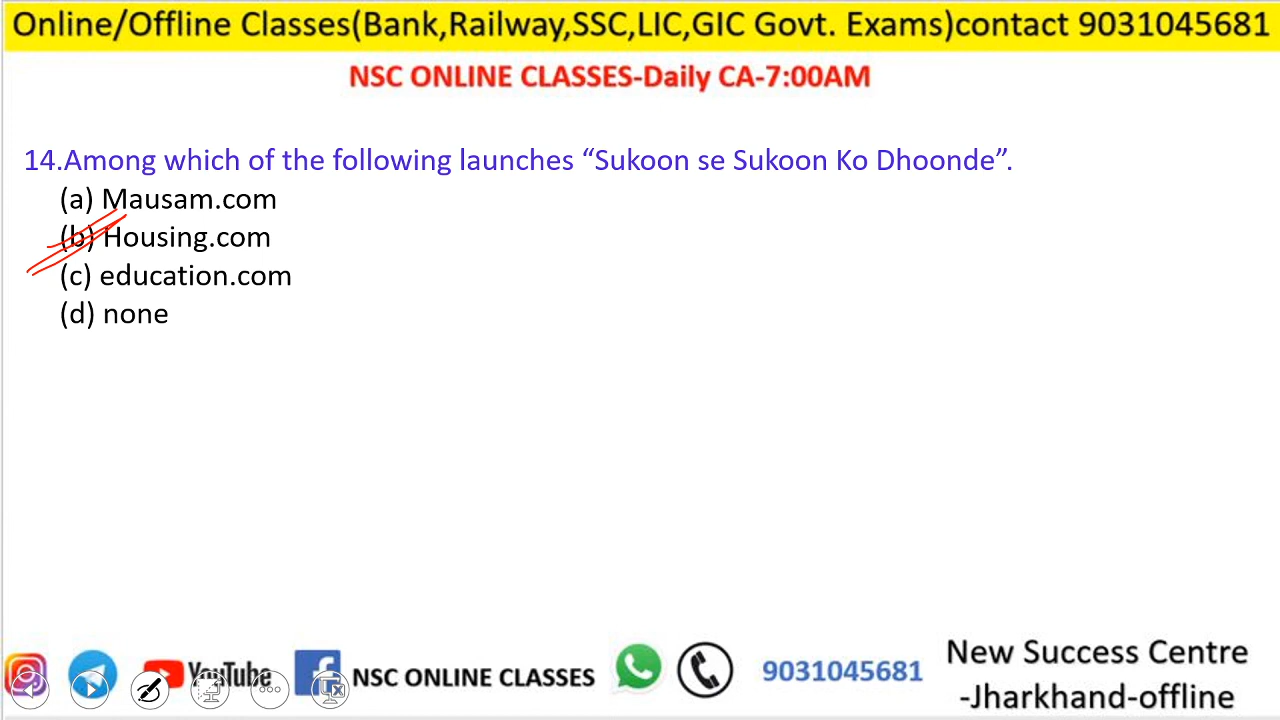 Online/Offline Classes(Bank,Railway,SSC,LIC,GIC Govt. Exams)contact 9031045681
NSC ONLINE CLASSES-Daily CA-7:00AM
14.Among which of the following launches “Sukoon se Sukoon Ko Dhoonde”.
(a) Mausam.com
(b) Housing.com
(c) education.com
(d) none
YouTube
NSC ONLINE CLASSES
9031045681
New Success Centre
-Jharkhand-offline